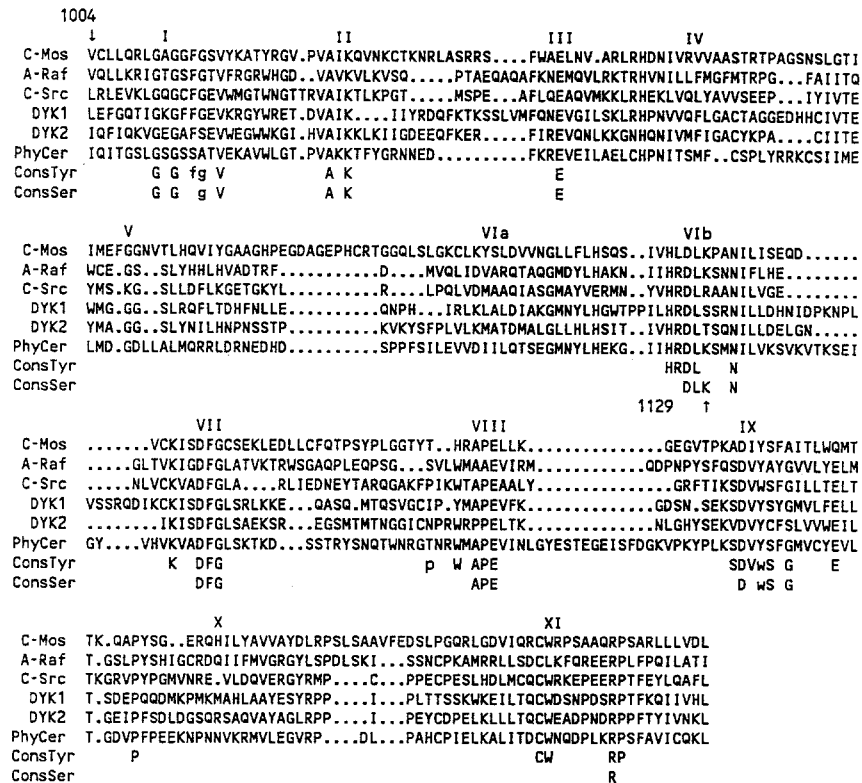 1004
↓ I II III IV
C-Mos VCLLQRLGAGGFGSVYKATYRGV.PVAIKQVNKCTKNRLASRRS....FWAELNV.ARLRHDNIVRVVAASTRTPAGSNSLGTI
A-Raf VQLLKRIGTGSFGTVFRGRWHGD..VAVKVLKVSQ.....PTAEQAQAFKNEMQVLRKTRHVNILLFMGFMTRPG...FAIITQ
C-Src LRLEVKLGQGCFGEVWMGTWNGTTRVAIKTLKPGT.....MSPE...AFLQEAQVMKKLRHEKLVQLYAVVSEEP....IYIVTE
DYK1 LEFGQTIGKGFFGEVKRGYWRET.DVAIK....IIYRDQFKTKSSLVMFQNEVGILSKLRHPNVVQFLGACTAGGEDHHCIVTE
DYK2 IQFIQKVGEGAFSEVWEGWWKGI.HVAIKKLKIIGDEEQFKER....FIREVQNLKKGNHQNIVMFIGACYKPA....CIITE
PhyCer IQITGSLGSGSSATVEKAVWLGT.PVAKKTFYGRNNED.........FKREVEILAELCHPNITSMF..CSPLYRRKCSIIME
ConsTyr G G fg V A K E
ConsSer G G g V A K E
V VIa VIb
C-Mos IMEFGGNVTLHQVIYGAAGHPEGDAGEPHCRTGGQLSLGKCLKYSLDVVNGLLFLHSQS..IVHLDLKPANILISEQD......
A-Raf WCE.GS..SLYHHLHVADTRF...........D....MVQLIDVARQTAQGMDYLHAKN...IIHRDLKSNNIFLHE........
C-Src YMS.KG..SLLDFLKGETGKYL..........R...LPQLVDMAAQIASGMAYVERMN...YVHRDLRAANILVGE........
DYK1 WMG.GG..SLRQFLTDHFNLLE..........QNPH...IRLKLALDIAKGMNYLHGWTPPILHRDLSSRNILLDHNIDPKNPL
DYK2 YMA.GG..SLYNILHNPNSSTP.........KVKYSFPLVLKMATDMALGLLHLHSIT..IVHRDLTSQNILLDELGN......
PhyCer LMD.GDLLALMQRRLDRNEDHD.........SPPFSILEVVDIILQTSEGMNYLHEKG...IIHRDLKSMNILVKSVKVTKSEI
ConsTyr HRDL N
ConsSer DLK N
1129 ↑
VII VIII IX
C-Mos .......VCKISDFGCSEKLEDLLCFQTPSYPLGGTYT..HRAPELLK..............GEGVTPKADIYSFAITLWQMT
A-Raf .....GLTVKIGDFGLATVKTRWSGAQPLEQPSG...SVLWMAAEVIRM............QDPNPYSFQSDVYAYGVVLYELM
C-Src .....NLVCKVADFGLA....RLIEDNEYTARQGAKFPIKWTAPEAALY..............GRFTIKSDVWSFGILLTELT
DYK1 VSSRQDIKCKISDFGLSRLKKE...QASQ.MTQSVGCIP.YMAPEVFK..............GDSN.SEKSDVYSYGMVLFELL
DYK2 .......IKISDFGLSAEKSR....EGSMTMTNGGICNPRWRPPELTK..............NLGHYSEKVDVYCFSLVVWEIL
PhyCer GY....VHVKVADFGLSKTKD...SSTRYSNQTWNRGTNRWMAPEVINLGYESTEGEISFDGKVPKYPLKSDVYSYGMVCYEVL
ConsTyr K DFG p W APE SDVwS G E
ConsSer DFG APE D wS G
X XI
C-Mos TK.QAPYSG..ERQHILYAVVAYDLRPSLSAAVFEDSLPGQRLGDVIQRCWRPSAAQRPSARLLLVDL
A-Raf T.GSLPYSHIGCRDQIIFMVGRGYLSPDLSKI...SSNCPKAMRRLLSDCLKFQREERPLFPQILATI
C-Src TKGRVPYPGMVNRE.VLDQVERGYRMP....C...PPECPESLHDLMCQCWRKEPEERPTFEYLQAFL
DYK1 T.SDEPQQDMKPMKMAHLAAYESYRPP....I...PLTTSSKWKEILTQCWDSNPDSRPTFKQIIVHL
DYK2 T.GEIPFSDLDGSQRSAQVAYAGLRPP....I...PEYCDPELKLLLTQCWEADPNDRPPFTYIVNKL
PhyCer T.GDVPFPEEKNPNNVKRMVLEGVRP....DL...PAHCPIELKALITDCWNQDPLKRPSFAVICQKL
ConsTyr P CW RP
ConsSer R